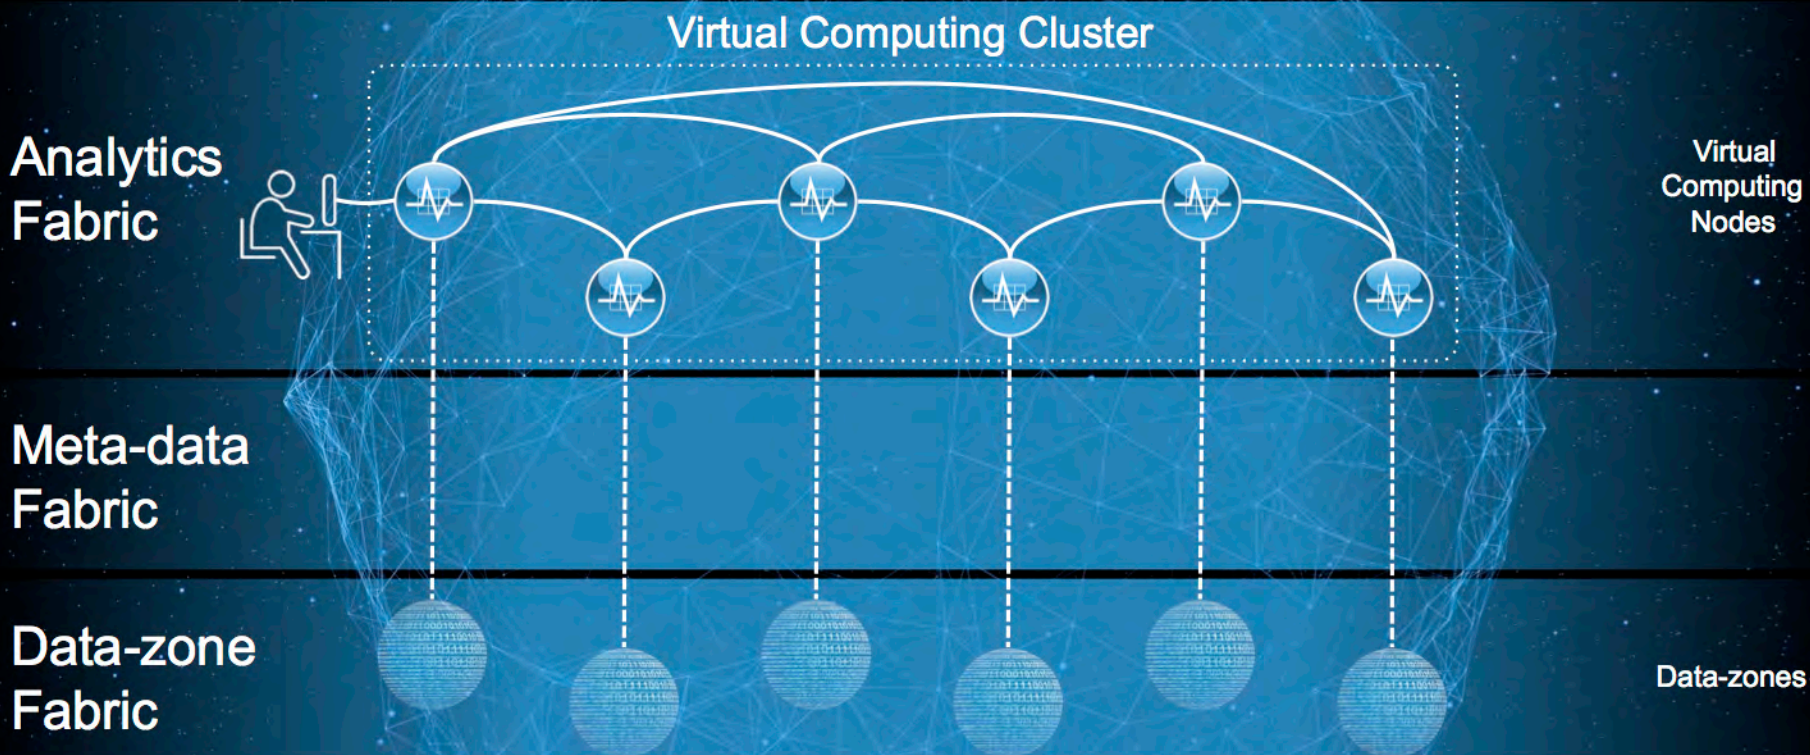 Virtual Computing Cluster
Analytics
Fabric
Virtual
Computing
Nodes
Meta-data
Fabric
Data-zone
Fabric
Data-zones